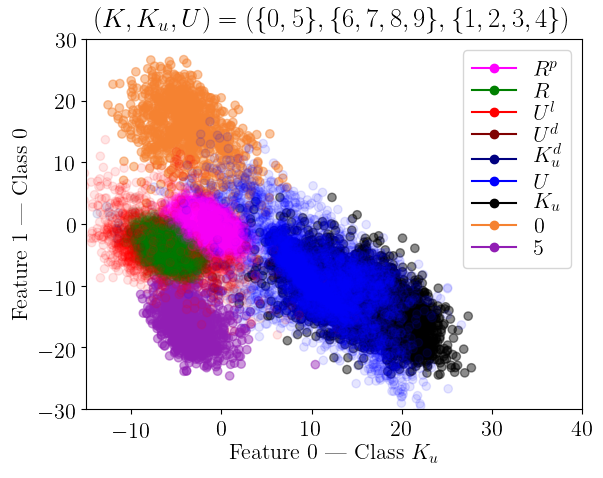 (K, K_u, U) = ({0, 5}, {6, 7, 8, 9}, {1, 2, 3, 4})
30
20
10
0
−10
−20
−30
Feature 1 — Class 0
R^p
R
U^l
U^d
K_u^d
U
K_u
0
5
−10 0 10 20 30 40
Feature 0 — Class K_u